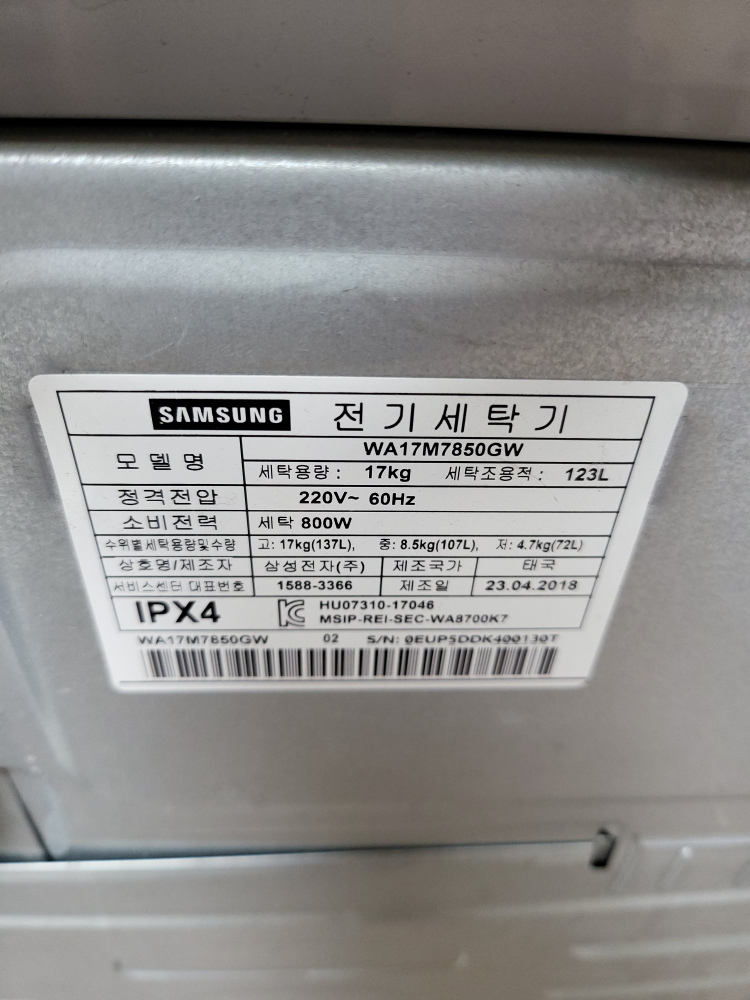 SAMSUNG 전기세탁기
모델명 WA17M7850GW
세탁용량 : 17kg 세탁조용적 : 123L
정격전압 220V~ 60Hz
소비전력 세탁 800W
수위별세탁용량및수량 고: 17kg(137L), 중: 8.5kg(107L), 저: 4.7kg(72L)
상호명/제조자 삼성전자(주) 제조국가 태국
서비스센터 대표번호 1588-3366 제조일 23.04.2018
IPX4 HU07310-17046
MSIP-REI-SEC-WA8700K7
WA17M7850GW 02 S/N: 0EUP5DDK400130T